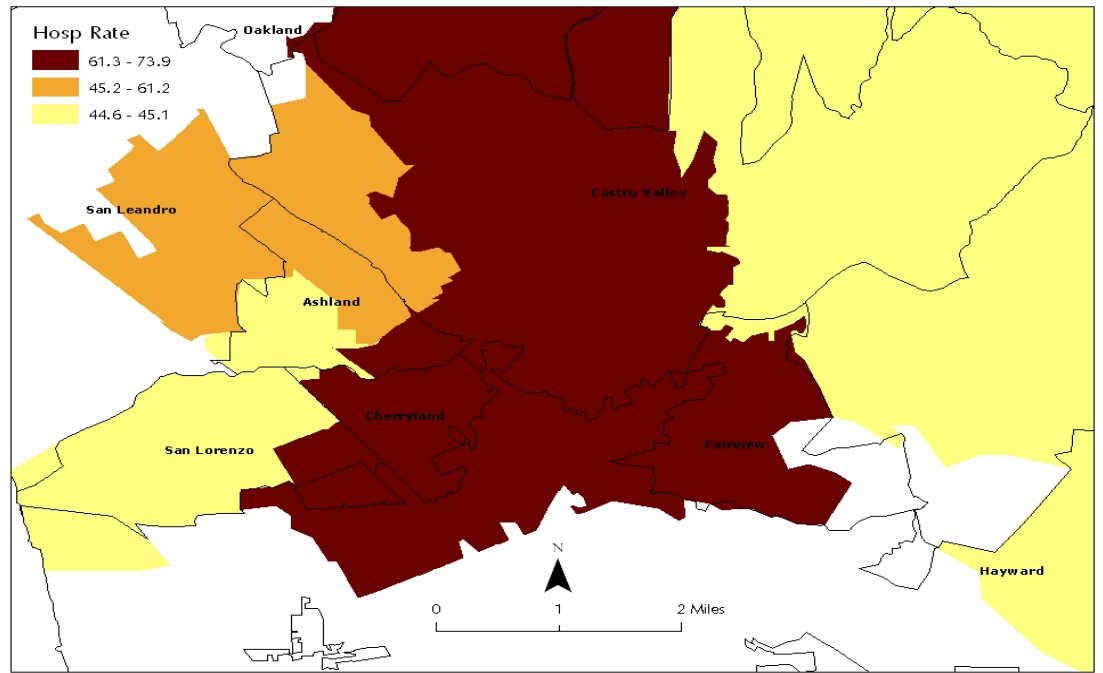 Oakland
Hosp Rate
61.3 - 73.9
45.2 - 61.2
44.6 - 45.1
Castro Valley
San Leandro
Ashland
Cherryland
Fairview
San Lorenzo
N
Hayward
0 1 2 Miles